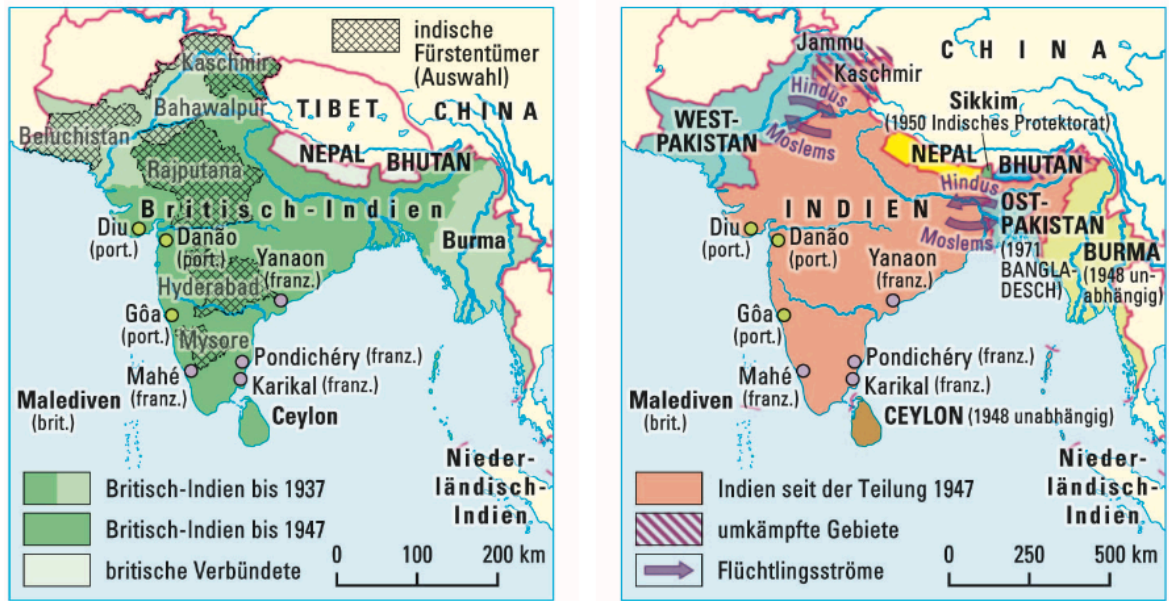 indische
Fürstentümer
(Auswahl)
Kaschmir
Bahawalpur
TIBET
CHINA
Beluchistan
NEPAL
BHUTAN
Rajputana
Britisch-Indien
Diu
(port.)
Danão
(port.)
Burma
Yanaon
(franz.)
Hyderabad
Gôa
(port.)
Mysore
Pondichéry (franz.)
Mahé
(franz.)
Karikal (franz.)
Malediven
(brit.)
Ceylon
Nieder-
ländisch-
Indien
Britisch-Indien bis 1937
Britisch-Indien bis 1947
britische Verbündete
0 100 200 km
Jammu
CHINA
Kaschmir
Hindus
Sikkim
(1950 Indisches Protektorat)
WEST-
PAKISTAN
Moslems
NEPAL
BHUTAN
Hindus
INDIEN
OST-
PAKISTAN
(1971
BANGLA-
DESCH)
Moslems
Diu
(port.)
Danão
(port.)
BURMA
(1948 un-
abhängig)
Yanaon
(franz.)
Gôa
(port.)
Pondichéry (franz.)
Mahé
(franz.)
Karikal (franz.)
Malediven
(brit.)
CEYLON (1948 unabhängig)
Nieder-
ländisch-
Indien
Indien seit der Teilung 1947
umkämpfte Gebiete
Flüchtlingsströme
0 250 500 km